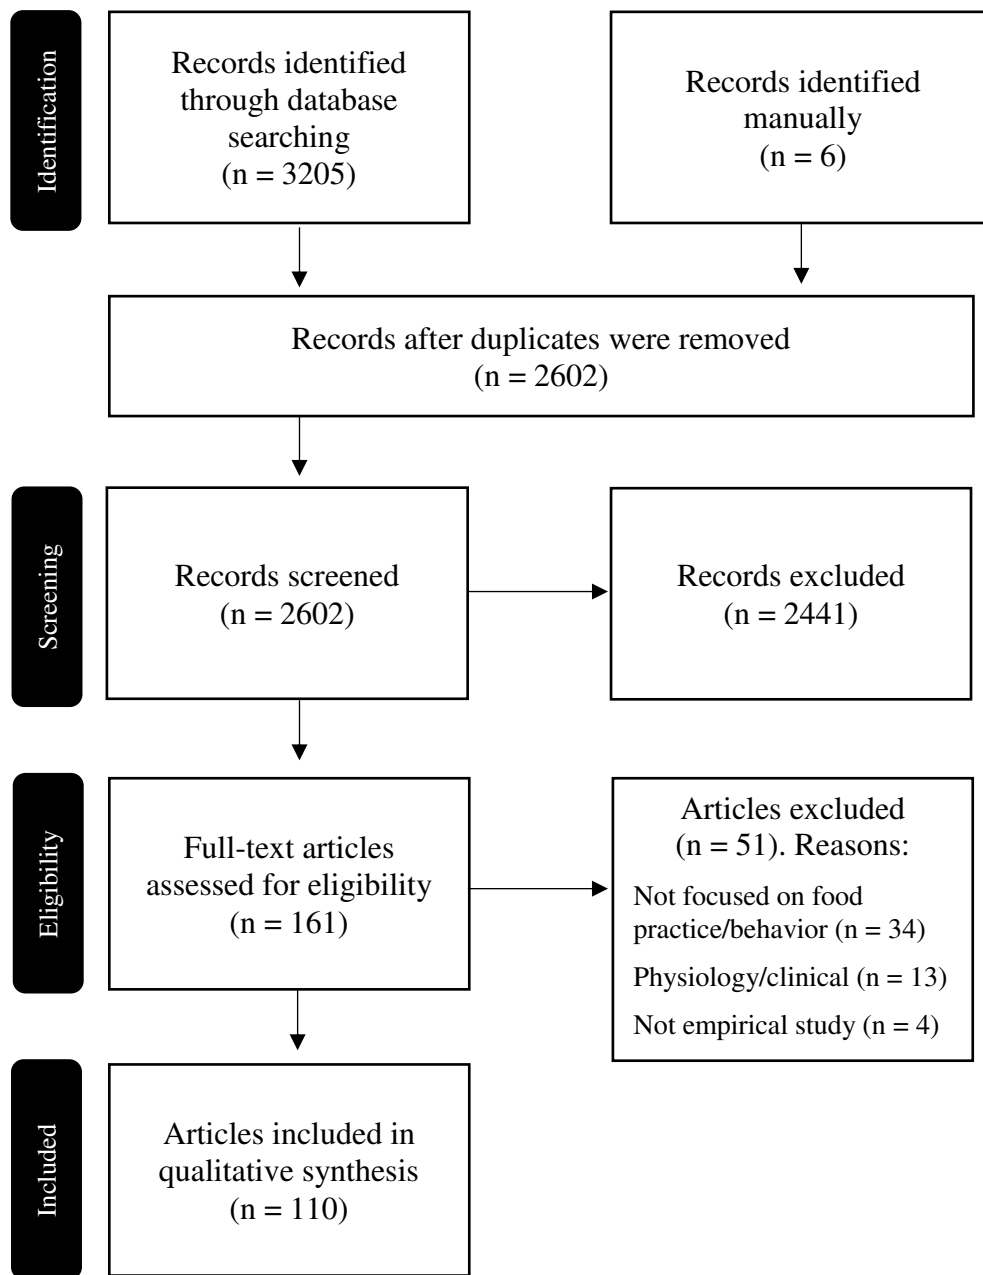 Identification
Records identified
through database
searching
(n = 3205)
Records identified
manually
(n = 6)
Records after duplicates were removed
(n = 2602)
Screening
Records screened
(n = 2602)
Records excluded
(n = 2441)
Eligibility
Full-text articles
assessed for eligibility
(n = 161)
Articles excluded
(n = 51). Reasons:
Not focused on food
practice/behavior (n = 34)
Physiology/clinical (n = 13)
Not empirical study (n = 4)
Included
Articles included in
qualitative synthesis
(n = 110)